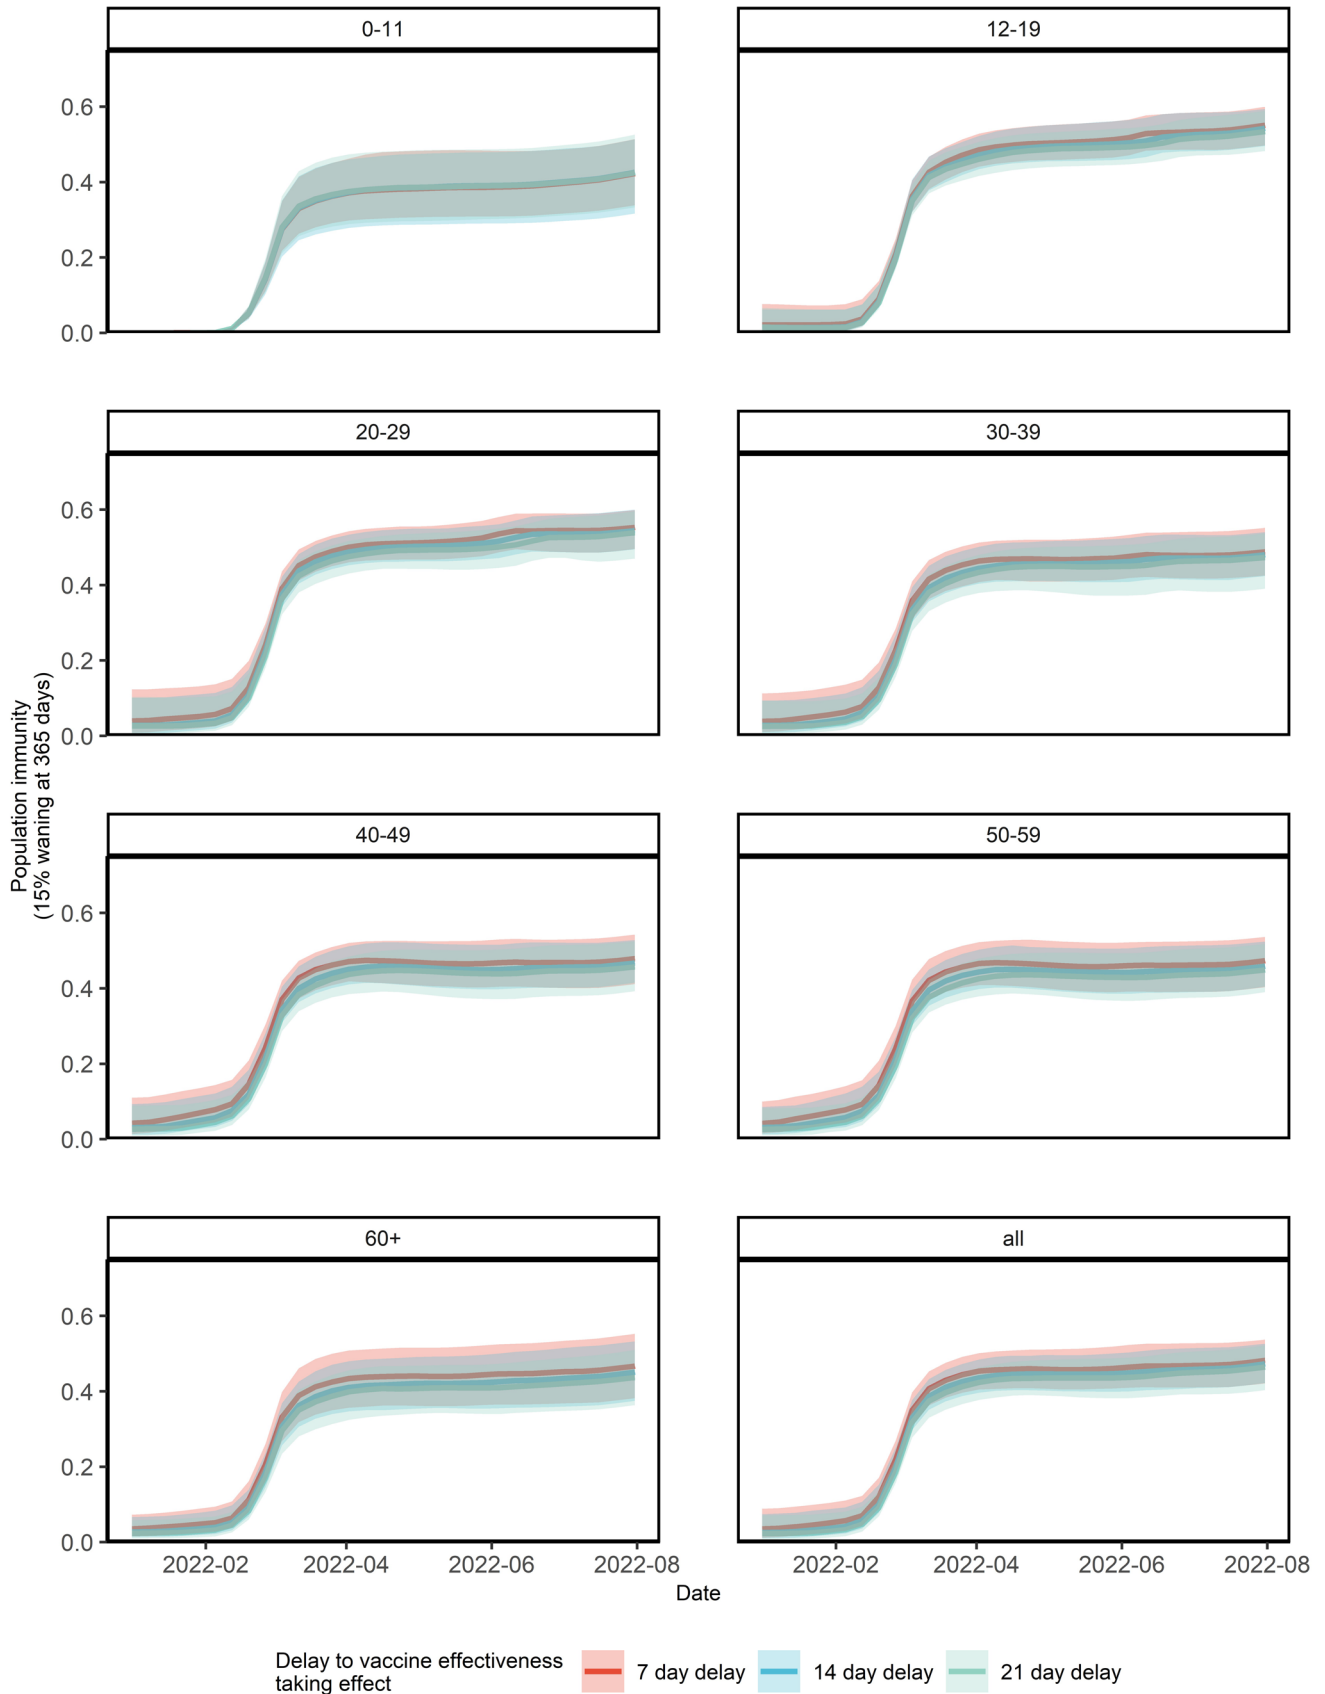 0-11
12-19
0.6
0.4
0.2
0.0
20-29
30-39
0.6
0.4
0.2
0.0
Population immunity
(15% waning at 365 days)
40-49
50-59
0.6
0.4
0.2
0.0
60+
all
0.6
0.4
0.2
0.0
2022-02 2022-04 2022-06 2022-08
2022-02 2022-04 2022-06 2022-08
Date
Delay to vaccine effectiveness
taking effect
7 day delay 14 day delay 21 day delay